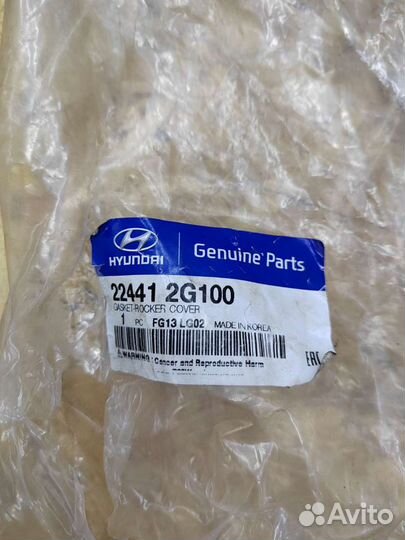 HYUNDAI
Genuine Parts
22441 2G100
GASKET-ROCKER COVER
1 PC FG13 LG02 MADE IN KOREA
WARNING: Cancer and Reproductive Harm
EAC
Avito